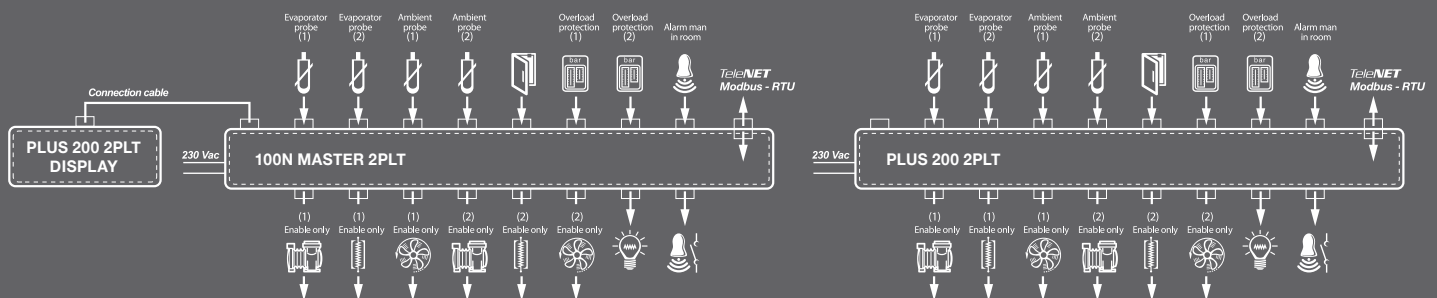 Evaporator probe (1)
Evaporator probe (2)
Ambient probe (1)
Ambient probe (2)
Overload protection (1)
Overload protection (2)
Alarm man in room
TeleNET
Modbus - RTU
bar
bar
Connection cable
PLUS 200 2PLT
DISPLAY
230 Vac
100N MASTER 2PLT
(1) Enable only
(1) Enable only
(1) Enable only
(2) Enable only
(2) Enable only
(2) Enable only
Evaporator probe (1)
Evaporator probe (2)
Ambient probe (1)
Ambient probe (2)
Overload protection (1)
Overload protection (2)
Alarm man in room
TeleNET
Modbus - RTU
bar
bar
230 Vac
PLUS 200 2PLT
(1) Enable only
(1) Enable only
(1) Enable only
(2) Enable only
(2) Enable only
(2) Enable only